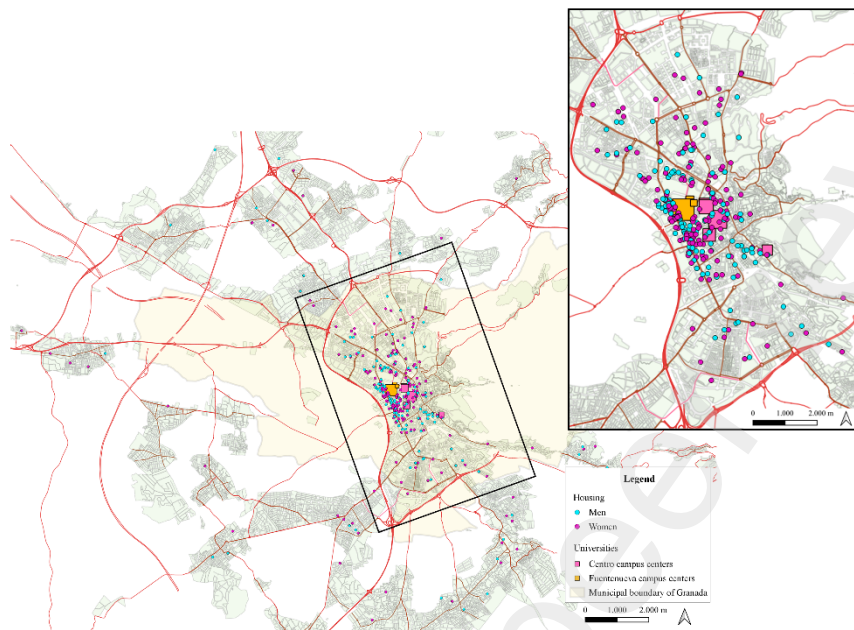 0 1.000 2.000 m
Legend
Housing
Men
Women
Universities
Centro campus centers
Fuentenueva campus centers
Municipal boundary of Granada
0 1.000 2.000 m